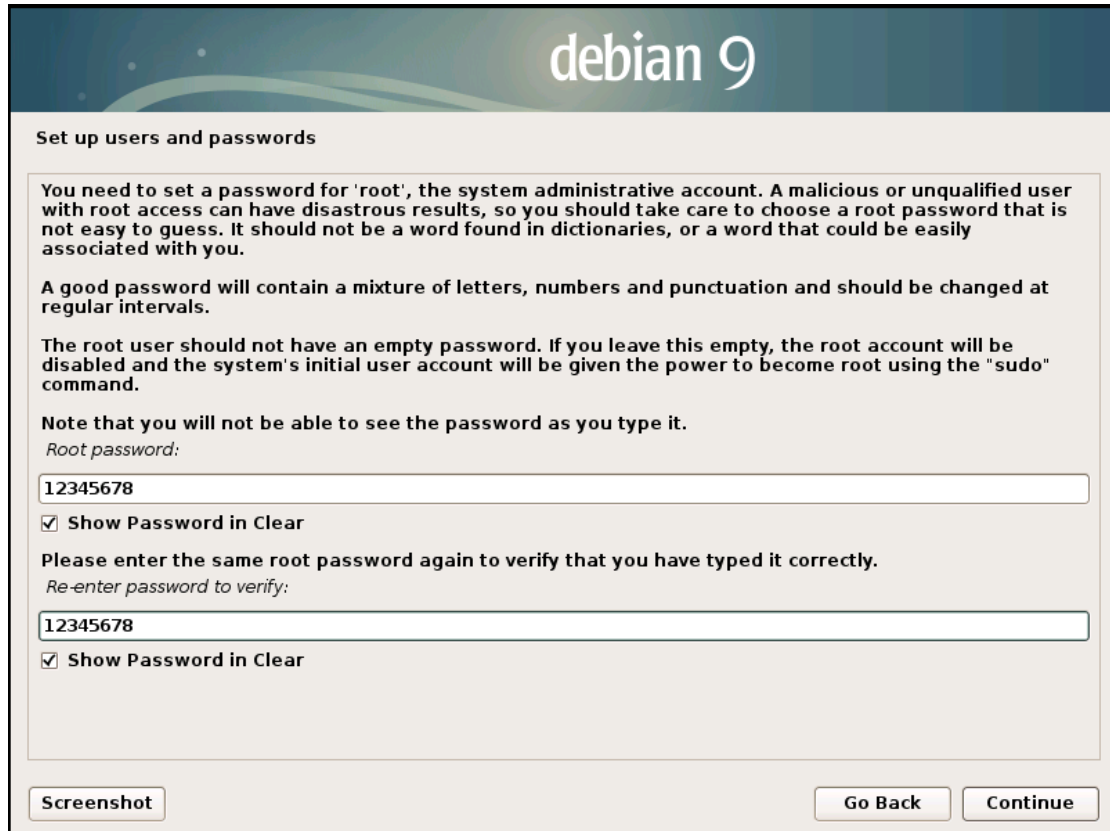 debian 9
Set up users and passwords
You need to set a password for 'root', the system administrative account. A malicious or unqualified user
with root access can have disastrous results, so you should take care to choose a root password that is
not easy to guess. It should not be a word found in dictionaries, or a word that could be easily
associated with you.
A good password will contain a mixture of letters, numbers and punctuation and should be changed at
regular intervals.
The root user should not have an empty password. If you leave this empty, the root account will be
disabled and the system's initial user account will be given the power to become root using the "sudo"
command.
Note that you will not be able to see the password as you type it.
Root password:
12345678
Show Password in Clear
Please enter the same root password again to verify that you have typed it correctly.
Re-enter password to verify:
12345678
Show Password in Clear
Screenshot
Go Back
Continue